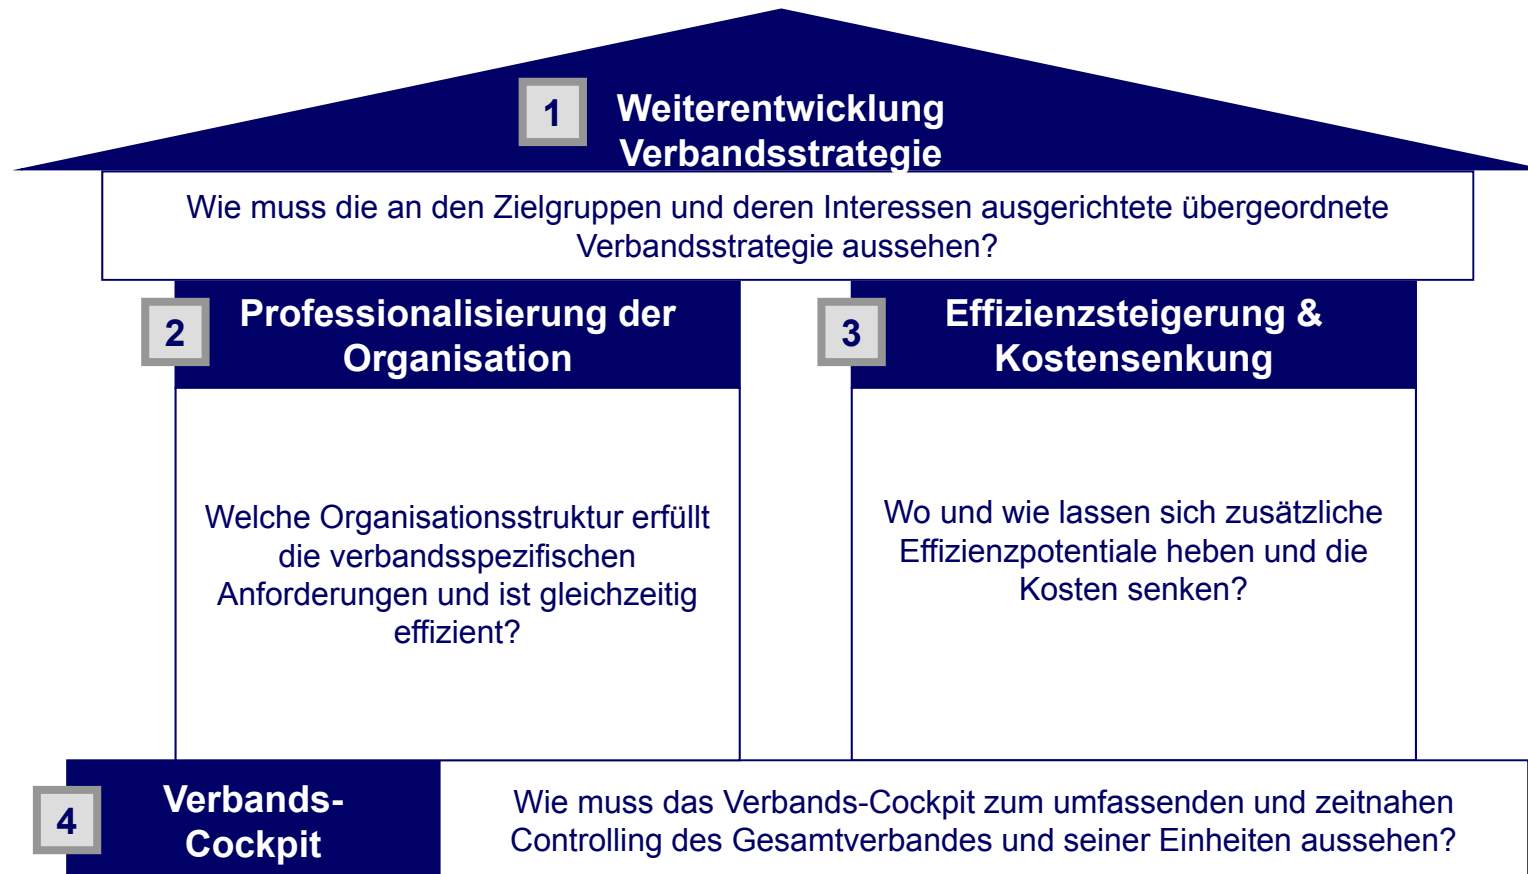 1
Weiterentwicklung
Verbandsstrategie
Wie muss die an den Zielgruppen und deren Interessen ausgerichtete übergeordnete
Verbandsstrategie aussehen?
2
Professionalisierung der
Organisation
Welche Organisationsstruktur erfüllt
die verbandsspezifischen
Anforderungen und ist gleichzeitig
effizient?
3
Effizienzsteigerung &
Kostensenkung
Wo und wie lassen sich zusätzliche
Effizienzpotentiale heben und die
Kosten senken?
4
Verbands-
Cockpit
Wie muss das Verbands-Cockpit zum umfassenden und zeitnahen
Controlling des Gesamtverbandes und seiner Einheiten aussehen?